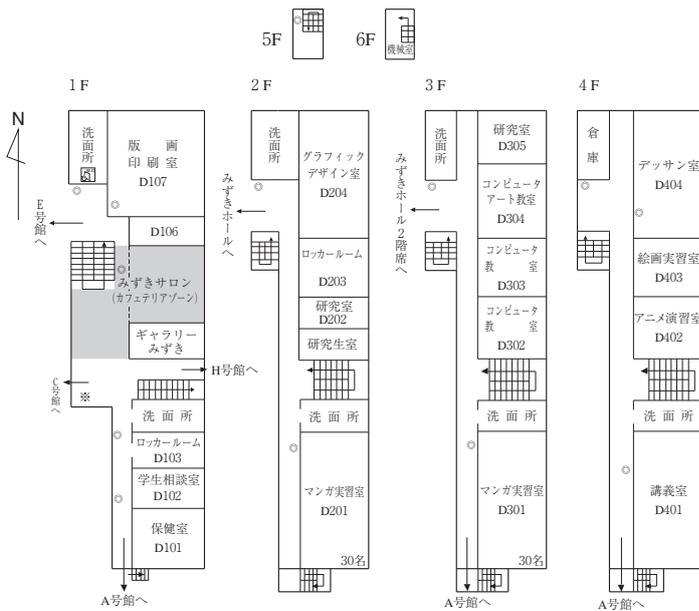 5F
6F
機械室
1F
2F
3F
4F
N
洗面所
版画
印刷室
D107
E号館へ
D106
みずきサロン
(カフェテリアゾーン)
ギャラリー
みずき
H号館へ
C号館へ
※
洗面所
ロッカールーム
D103
学生相談室
D102
保健室
D101
A号館へ
洗面所
グラフィック
デザイン室
D204
みずきホールへ
ロッカールーム
D203
研究室
D202
研究生室
洗面所
マンガ実習室
D201
30名
洗面所
研究室
D305
コンピュータ
アート教室
D304
みずきホール2階席へ
コンピュータ
教室
D303
コンピュータ
教室
D302
洗面所
マンガ実習室
D301
30名
A号館へ
倉庫
デッサン室
D404
絵画実習室
D403
アニメ演習室
D402
洗面所
講義室
D401
A号館へ